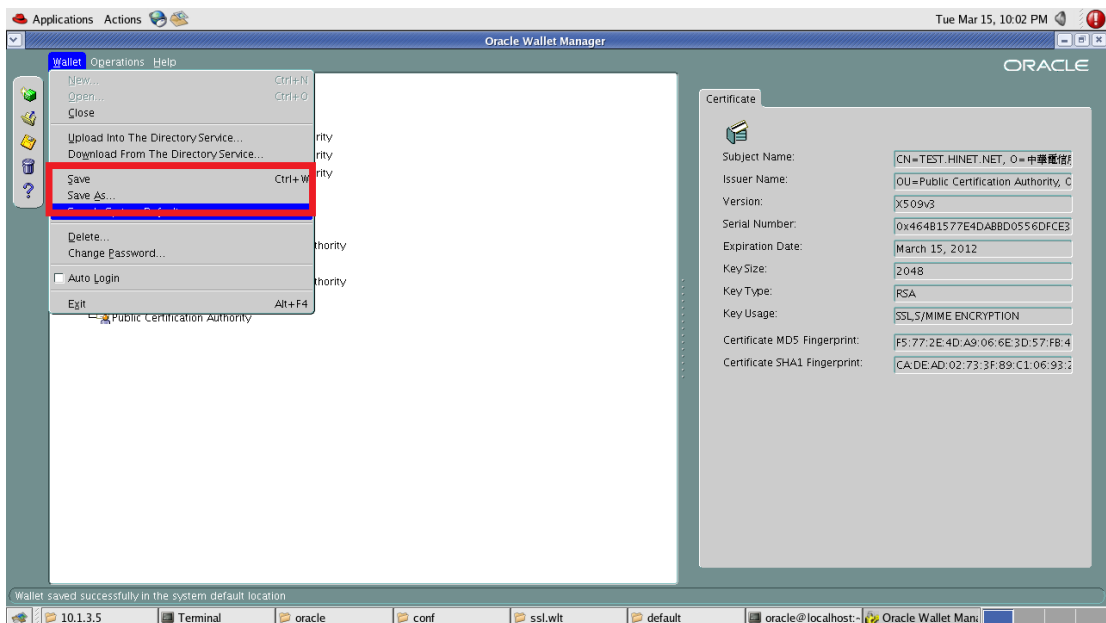 Applications Actions
Tue Mar 15, 10:02 PM
Oracle Wallet Manager
Wallet Operations Help
ORACLE
New... Ctrl+N
Open... Ctrl+O
Close
Upload Into The Directory Service...
Download From The Directory Service...
Save Ctrl+W
Save As...
Delete...
Change Password...
Auto Login
Exit Alt+F4
Public Certification Authority
Certificate
Subject Name: CN=TEST.HINET.NET, O=中華電信
Issuer Name: OU=Public Certification Authority, C
Version: X509v3
Serial Number: 0x464B1577E4DABBD0556DFCE3
Expiration Date: March 15, 2012
Key Size: 2048
Key Type: RSA
Key Usage: SSL,S/MIME ENCRYPTION
Certificate MD5 Fingerprint: F5:77:2E:4D:A9:06:6E:3D:57:FB:4
Certificate SHA1 Fingerprint: CA:DE:AD:02:73:3F:89:C1:06:93:2
Wallet saved successfully in the system default location
10.1.3.5 Terminal oracle conf ssl.wlt default oracle@localhost:- Oracle Wallet Mana